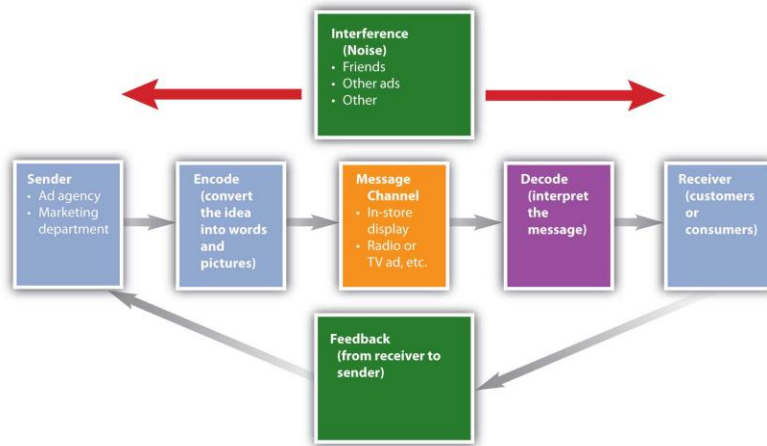 Interference
(Noise)
• Friends
• Other ads
• Other
Sender
• Ad agency
• Marketing
department
Encode
(convert
the idea
into words
and
pictures)
Message
Channel
• In-store
display
• Radio or
TV ad, etc.
Decode
(interpret
the
message)
Receiver
(customers
or
consumers)
Feedback
(from receiver to
sender)